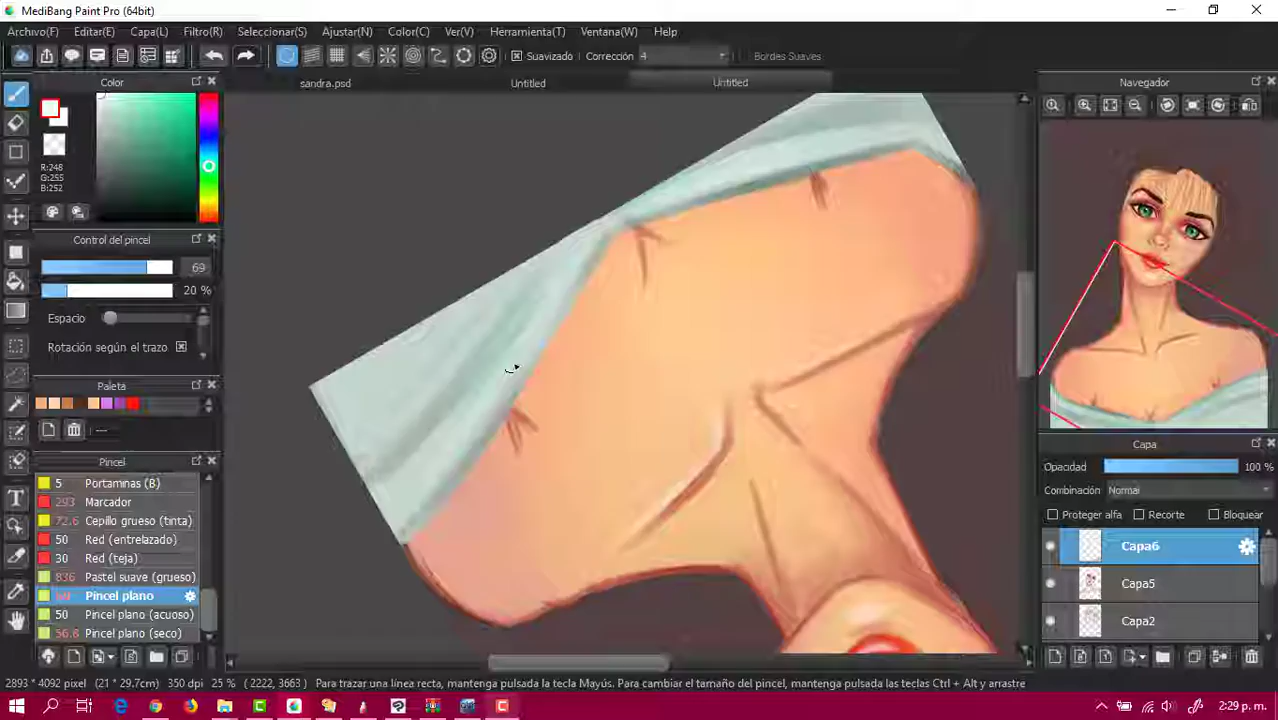 MediBang Paint Pro (64bit)
Archivo(F) Editar(E) Capa(L) Filtro(R) Seleccionar(S) Ajustar(N) Color(C) Ver(V) Herramienta(T) Ventana(W) Help
Suavizado Corrección 4 Bordes Suaves
Color
sandra.psd Untitled Untitled
Navegador
R:248
G:255
B:252
Control del pincel
69
20 %
Espacio
Rotación según el trazo
Paleta
---
Pincel
5 Portaminas (B)
293 Marcador
72.6 Cepillo grueso (tinta)
50 Red (entrelazado)
30 Red (teja)
836 Pastel suave (grueso)
Pincel plano
50 Pincel plano (acuoso)
56.8 Pincel plano (seco)
Capa
Opacidad 100 %
Combinación Normal
Proteger alfa Recorte Bloquear
Capa6
Capa5
Capa2
2893 * 4092 pixel (21 * 29.7cm) 350 dpi 25 % ( 2222, 3663) Para trazar una línea recta, mantenga pulsada la tecla Mayús. Para cambiar el tamaño del pincel, mantenga pulsadas las teclas Ctrl + Alt y arrastre
2:29 p. m.